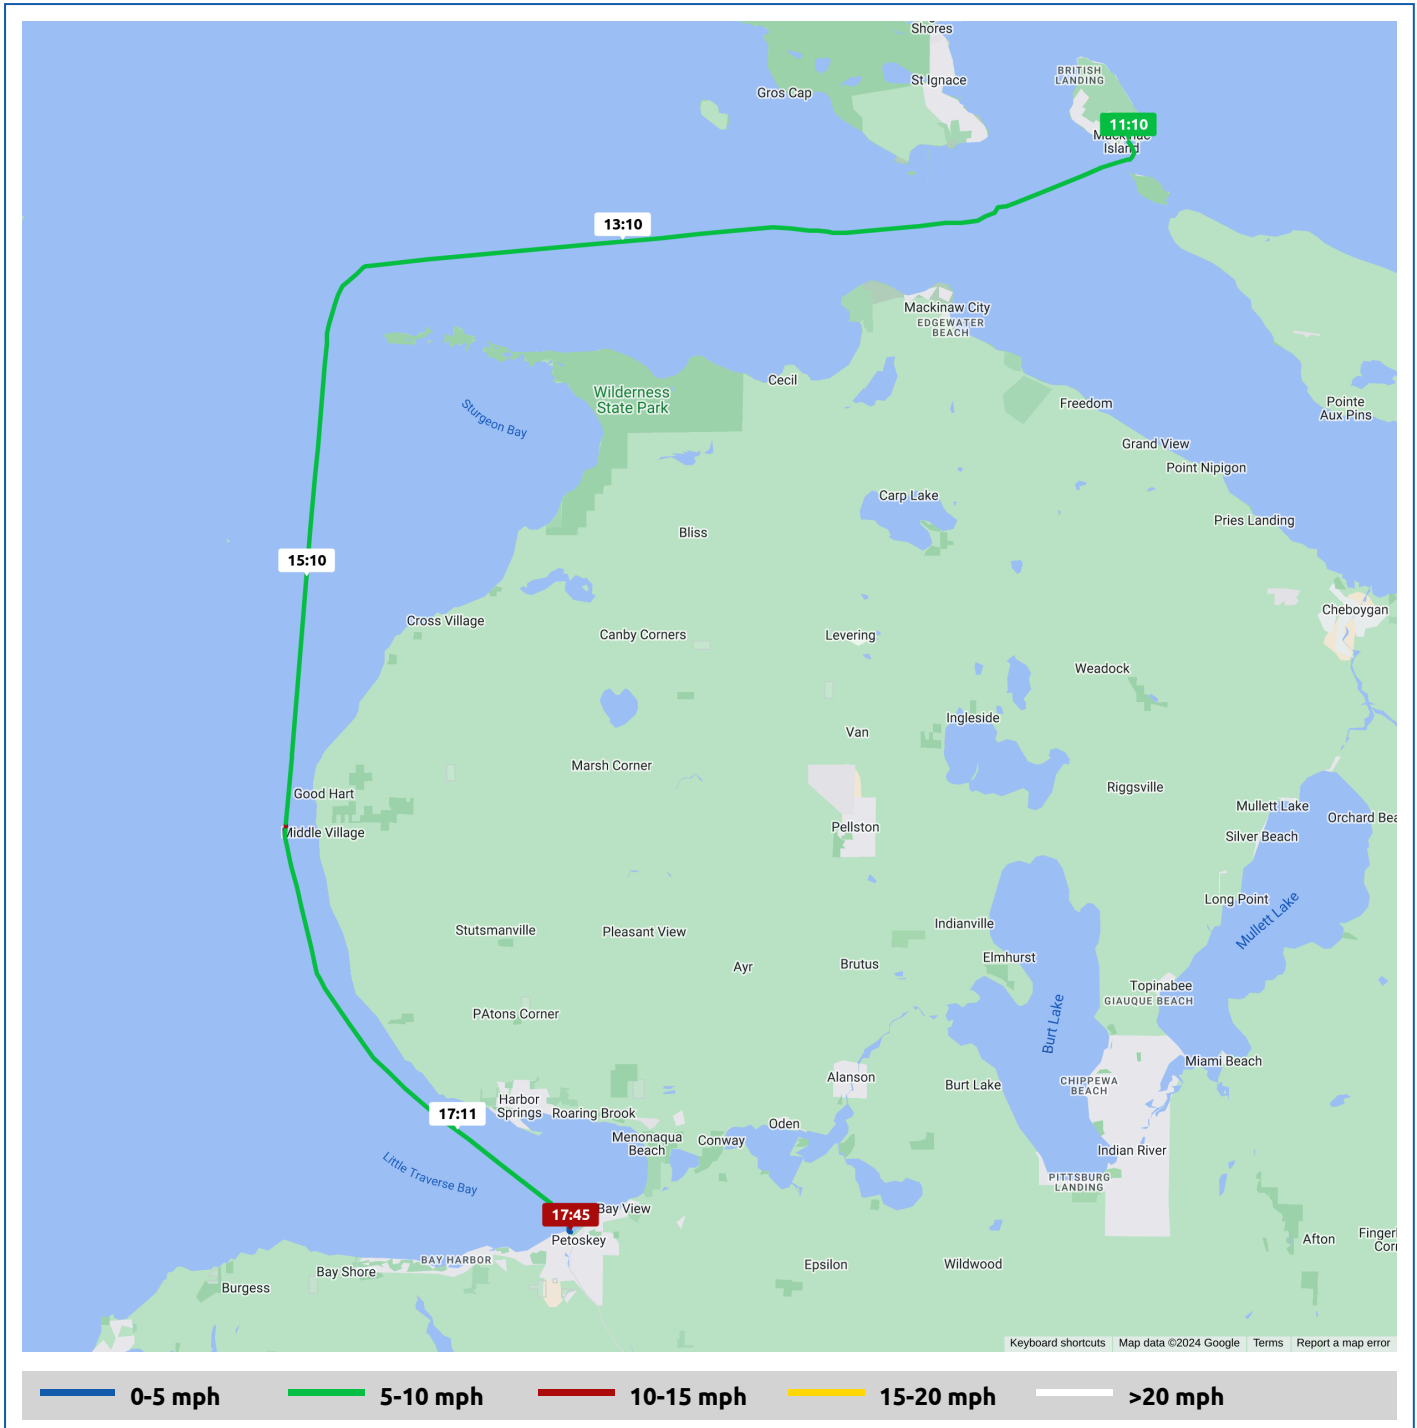 Shores
St Ignace
Gros Cap
BRITISH
LANDING
11:10
Mackinac
Island
13:10
Mackinaw City
EDGEWATER
BEACH
Wilderness
State Park
Cecil
Sturgeon Bay
Freedom
Pointe
Aux Pins
Grand View
Point Nipigon
Carp Lake
Pries Landing
Bliss
15:10
Cheboygan
Cross Village
Canby Corners
Levering
Weadock
Ingleside
Van
Marsh Corner
Riggsville
Good Hart
Mullett Lake
Orchard Bea
Middle Village
Pellston
Silver Beach
Long Point
Mullett Lake
Indianville
Stutsmanville
Pleasant View
Elmhurst
Ayr
Brutus
Topinabee
GIAUQUE BEACH
PAtons Corner
Burt Lake
Miami Beach
Alanson
Burt Lake
CHIPPEWA
BEACH
Harbor
Springs
Roaring Brook
17:11
Oden
Menonaqua
Beach
Conway
Indian River
Little Traverse Bay
PITTSBURG
LANDING
17:45
Bay View
Petoskey
Afton
Finger
Corn
BAY HARBOR
Bay Shore
Epsilon
Wildwood
Burgess
Keyboard shortcuts
Map data ©2024 Google
Terms
Report a map error
0-5 mph
5-10 mph
10-15 mph
15-20 mph
>20 mph